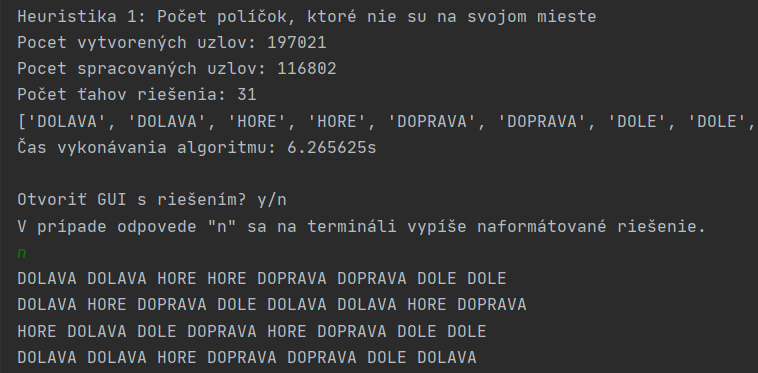 Heuristika 1: Počet políčok, ktoré nie su na svojom mieste
Pocet vytvorených uzlov: 197021
Pocet spracovaných uzlov: 116802
Počet tahov riešenia: 31
['DOLAVA', 'DOLAVA', 'HORE', 'HORE', 'DOPRAVA', 'DOPRAVA', 'DOLE', 'DOLE',
Čas vykonávania algoritmu: 6.265625s
Otvoriť GUI s riešením? y/n
V prípade odpovede "n" sa na termináli vypíše naformátované riešenie.
n
DOLAVA DOLAVA HORE HORE DOPRAVA DOPRAVA DOLE DOLE
DOLAVA HORE DOPRAVA DOLE DOLAVA DOLAVA HORE DOPRAVA
HORE DOLAVA DOLE DOPRAVA HORE DOPRAVA DOLE DOLE
DOLAVA DOLAVA HORE DOPRAVA DOPRAVA DOLE DOLAVA